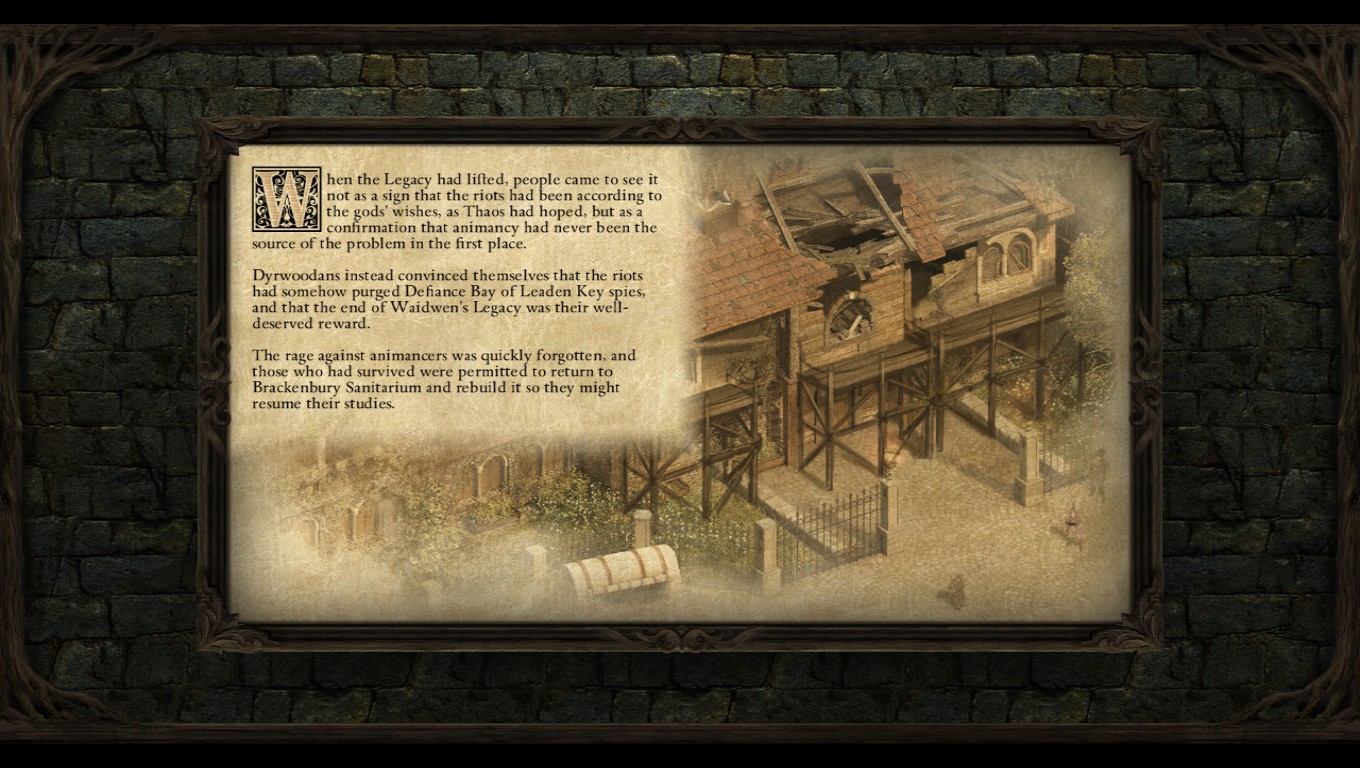 When the Legacy had lifted, people came to see it
not as a sign that the riots had been according to
the gods' wishes, as Thaos had hoped, but as a
confirmation that animancy had never been the
source of the problem in the first place.
Dyrwoodans instead convinced themselves that the riots
had somehow purged Defiance Bay of Leaden Key spies,
and that the end of Waidwen's Legacy was their well-
deserved reward.
The rage against animancers was quickly forgotten, and
those who had survived were permitted to return to
Brackenbury Sanitarium and rebuild it so they might
resume their studies.